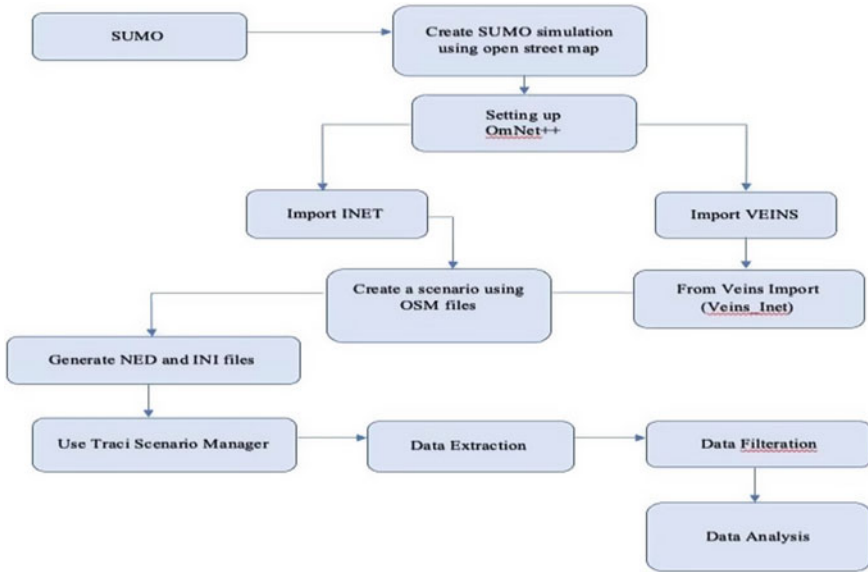 SUMO
Create SUMO simulation
using open street map
Setting up
OmNet++
Import INET
Import VEINS
Create a scenario using
OSM files
From Veins Import
(Veins_Inet)
Generate NED and INI files
Use Traci Scenario Manager
Data Extraction
Data Filteration
Data Analysis